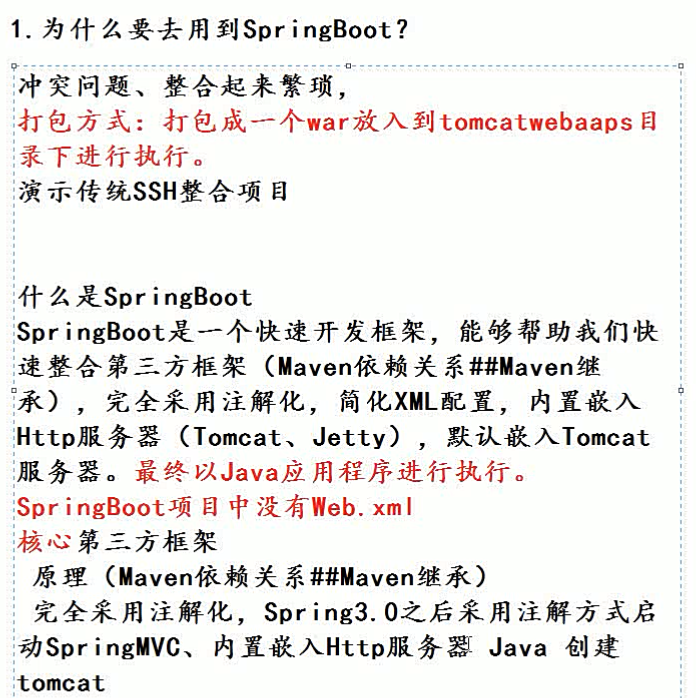 1.为什么要去用到SpringBoot?
冲突问题、整合起来繁琐，
打包方式：打包成一个war放入到tomcatwebaaps目
录下进行执行。
演示传统SSH整合项目
什么是SpringBoot
SpringBoot是一个快速开发框架，能够帮助我们快
速整合第三方框架（Maven依赖关系##Maven继
承），完全采用注解化，简化XML配置，内置嵌入
Http服务器（Tomcat、Jetty），默认嵌入Tomcat
服务器。最终以Java应用程序进行执行。
SpringBoot项目中没有Web.xml
核心第三方框架
原理（Maven依赖关系##Maven继承）
完全采用注解化，Spring3.0之后采用注解方式启
动SpringMVC、内置嵌入Http服务器 Java 创建
tomcat